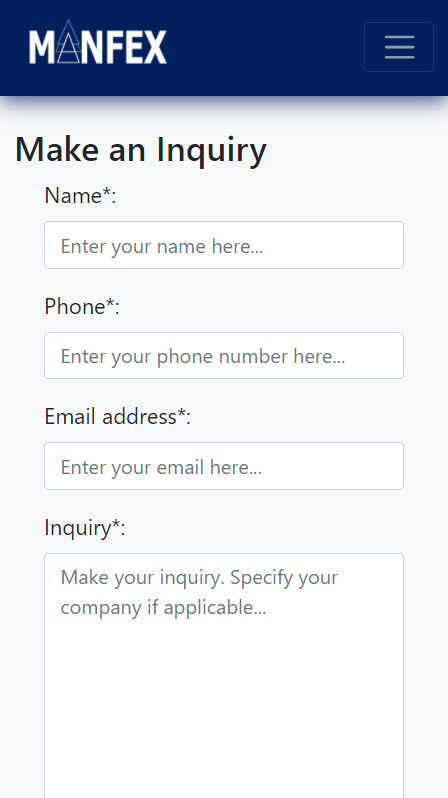 MANFEX
Make an Inquiry
Name*:
Enter your name here...
Phone*:
Enter your phone number here...
Email address*:
Enter your email here...
Inquiry*:
Make your inquiry. Specify your
company if applicable...